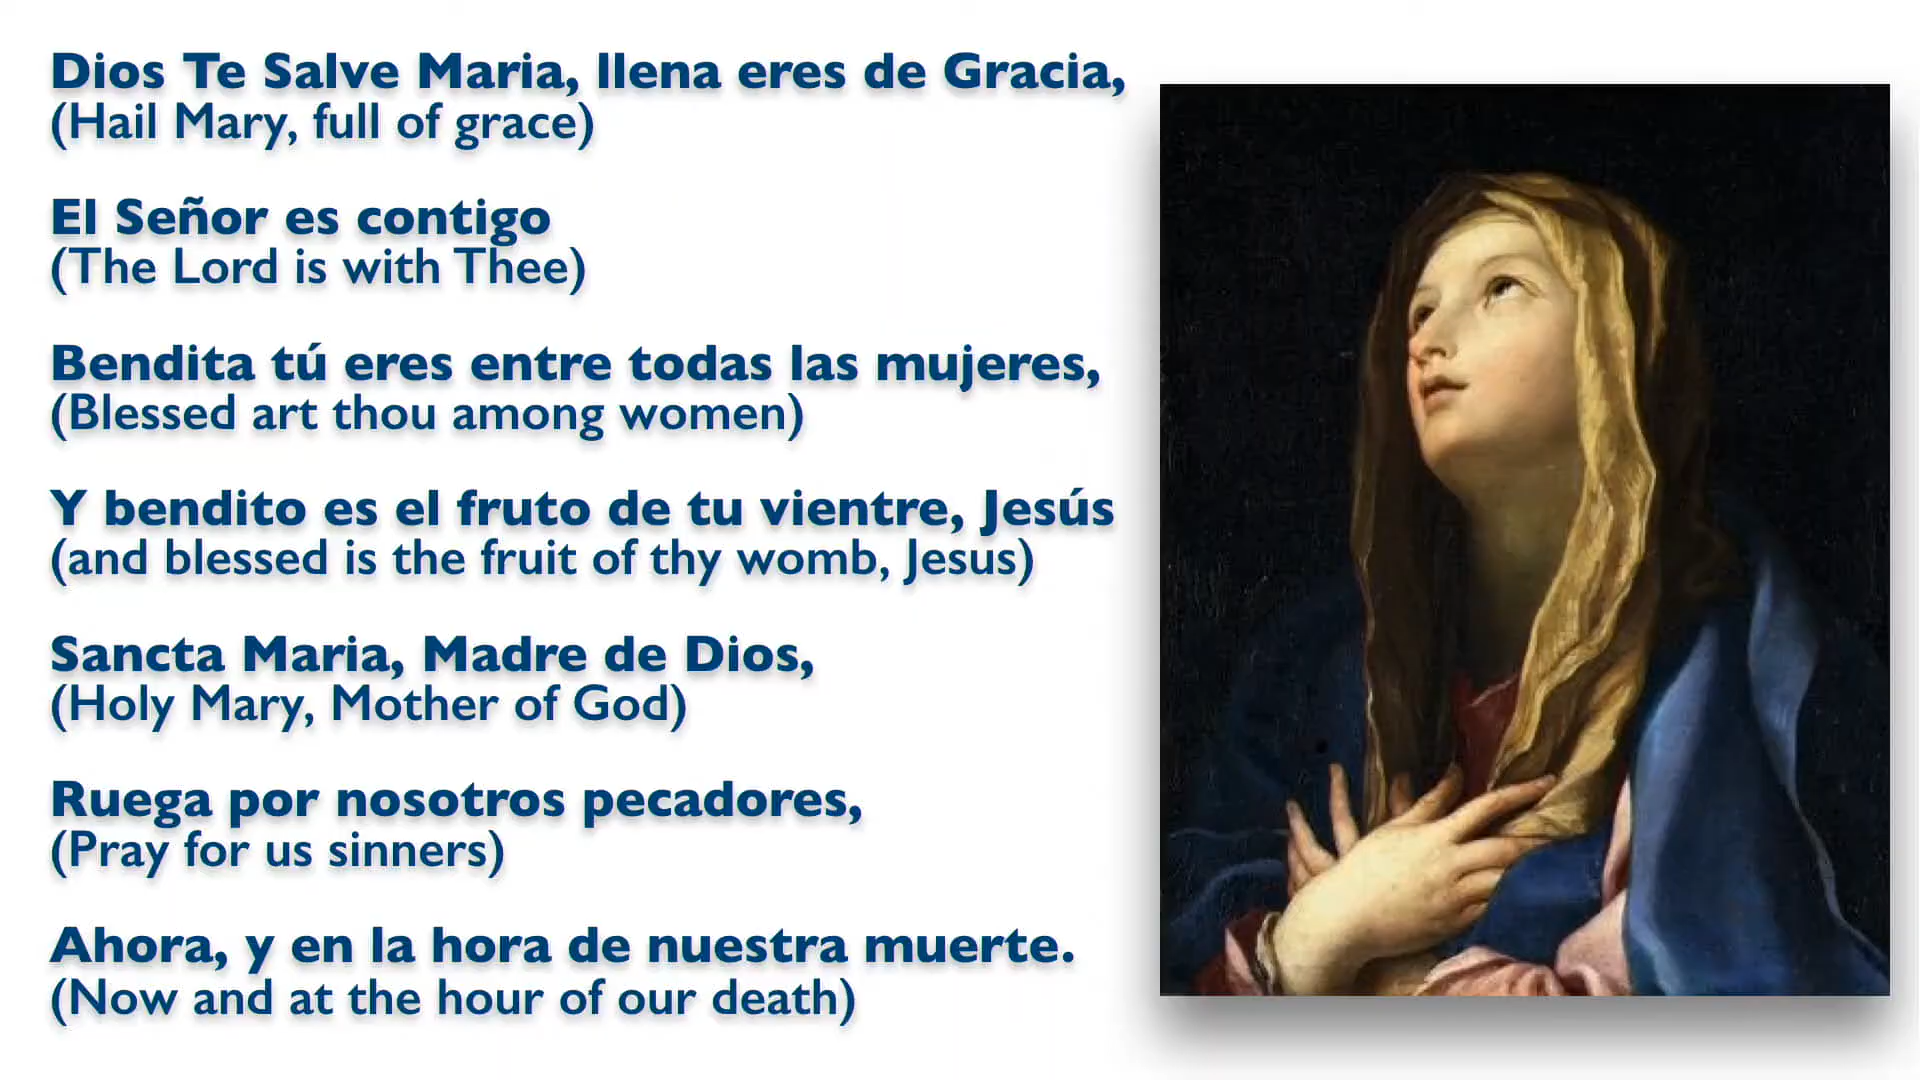 Dios Te Salve Maria, llena eres de Gracia,
(Hail Mary, full of grace)
El Señor es contigo
(The Lord is with Thee)
Bendita tú eres entre todas las mujeres,
(Blessed art thou among women)
Y bendito es el fruto de tu vientre, Jesús
(and blessed is the fruit of thy womb, Jesus)
Sancta Maria, Madre de Dios,
(Holy Mary, Mother of God)
Ruega por nosotros pecadores,
(Pray for us sinners)
Ahora, y en la hora de nuestra muerte.
(Now and at the hour of our death)